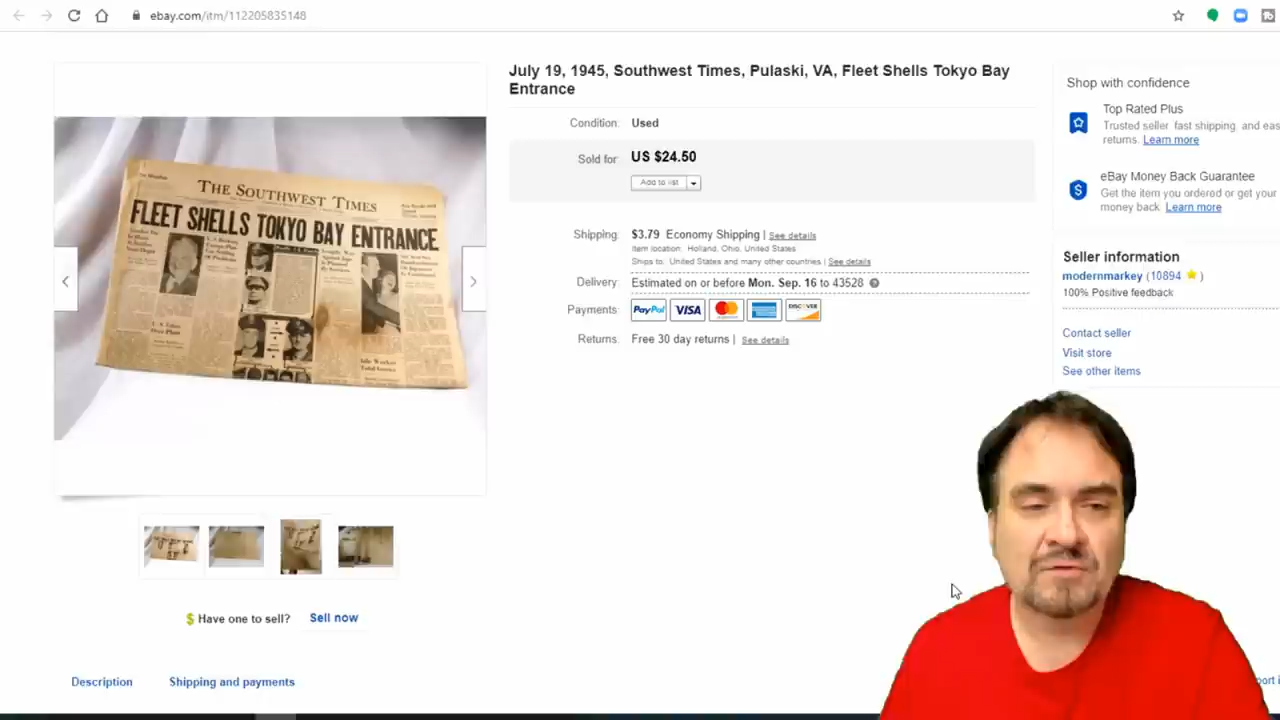 ebay.com/itm/112205835148
July 19, 1945, Southwest Times, Pulaski, VA, Fleet Shells Tokyo Bay
Entrance
Condition: Used
Sold for: US $24.50
Add to list
Shipping: $3.79 Economy Shipping | See details
Item location: Holland, Ohio, United States
Ships to: United States and many other countries | See details
Delivery: Estimated on or before Mon. Sep. 16 to 43528
Payments: PayPal VISA MasterCard DISCOVER
Returns: Free 30 day returns | See details
Shop with confidence
Top Rated Plus
Trusted seller fast shipping and eas
returns. Learn more
eBay Money Back Guarantee
Get the item you ordered or get your
money back. Learn more
Seller information
modernmarkey (10894 )
100% Positive feedback
Contact seller
Visit store
See other items
THE SOUTHWEST TIMES
FLEET SHELLS TOKYO BAY ENTRANCE
$ Have one to sell? Sell now
Description Shipping and payments